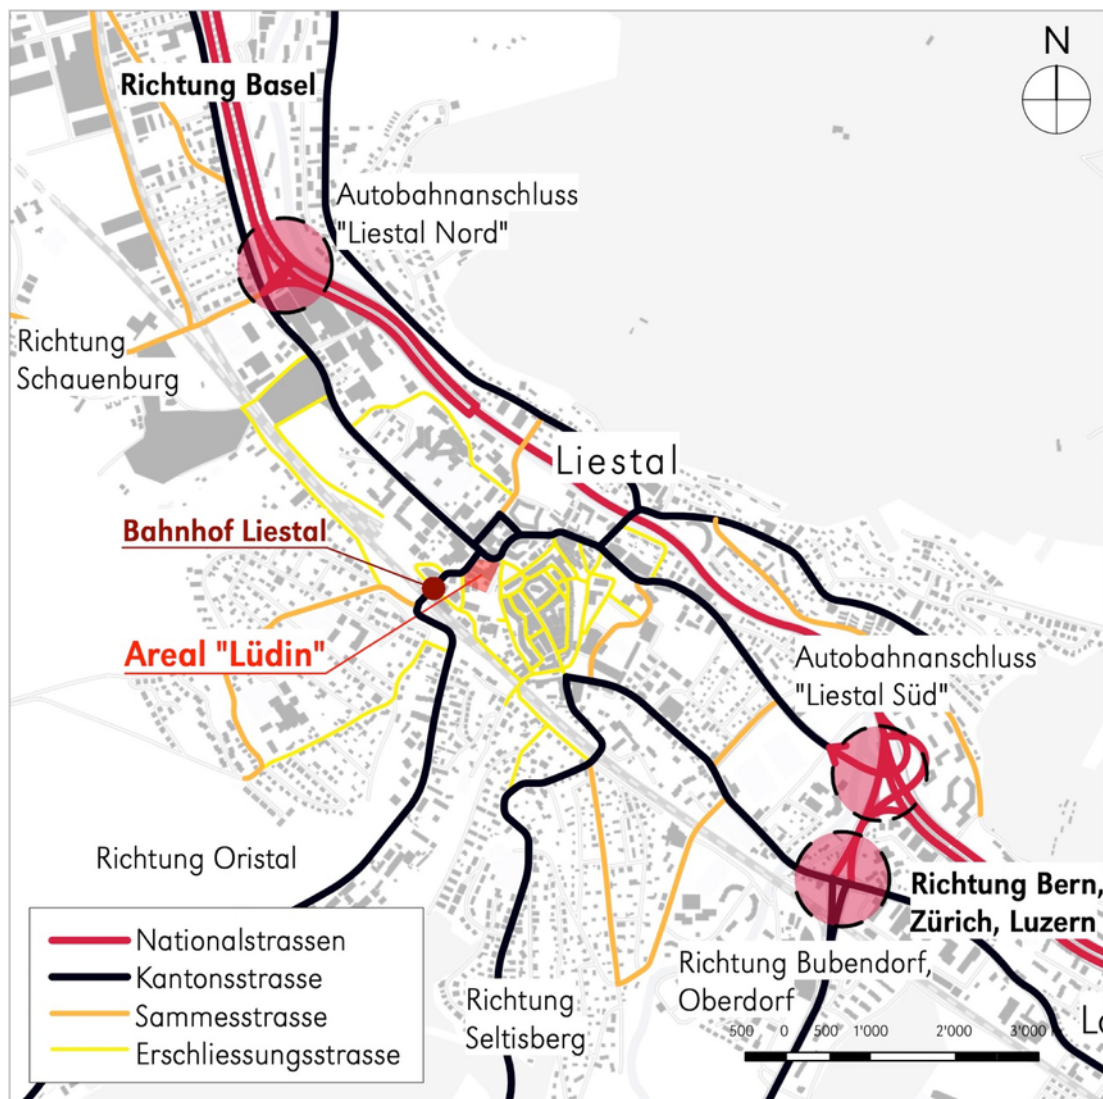 N
Richtung Basel
Autobahnanschluss
"Liestal Nord"
Richtung
Schauenburg
Liestal
Bahnhof Liestal
Areal "Lüdin"
Autobahnanschluss
"Liestal Süd"
Richtung Oristal
Richtung Bern,
Zürich, Luzern
Nationalstrassen
Kantonsstrasse
Sammesstrasse
Erschliessungsstrasse
Richtung Bubendorf,
Oberdorf
Richtung
Seltisberg
500 0 500 1'000 2'000 3'000